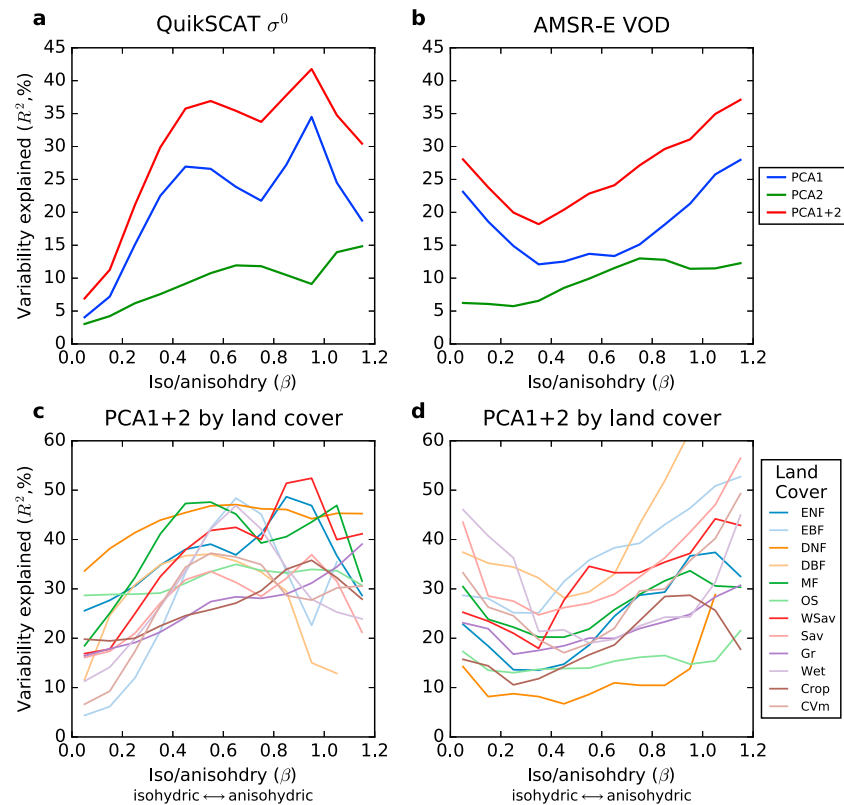 a QuikSCAT σ⁰
b AMSR-E VOD
Variability explained (R²,%)
45
40
35
30
25
20
15
10
5
0
0.0 0.2 0.4 0.6 0.8 1.0 1.2
Iso/anisohdry (β)
45
40
35
30
25
20
15
10
5
0
0.0 0.2 0.4 0.6 0.8 1.0 1.2
Iso/anisohdry (β)
PCA1
PCA2
PCA1+2
c PCA1+2 by land cover
d PCA1+2 by land cover
Variability explained (R²,%)
60
50
40
30
20
10
0
0.0 0.2 0.4 0.6 0.8 1.0 1.2
Iso/anisohdry (β)
isohydric ⟷ anisohydric
60
50
40
30
20
10
0
0.0 0.2 0.4 0.6 0.8 1.0 1.2
Iso/anisohdry (β)
isohydric ⟷ anisohydric
Land
Cover
ENF
EBF
DNF
DBF
MF
OS
WSav
Sav
Gr
Wet
Crop
CVm